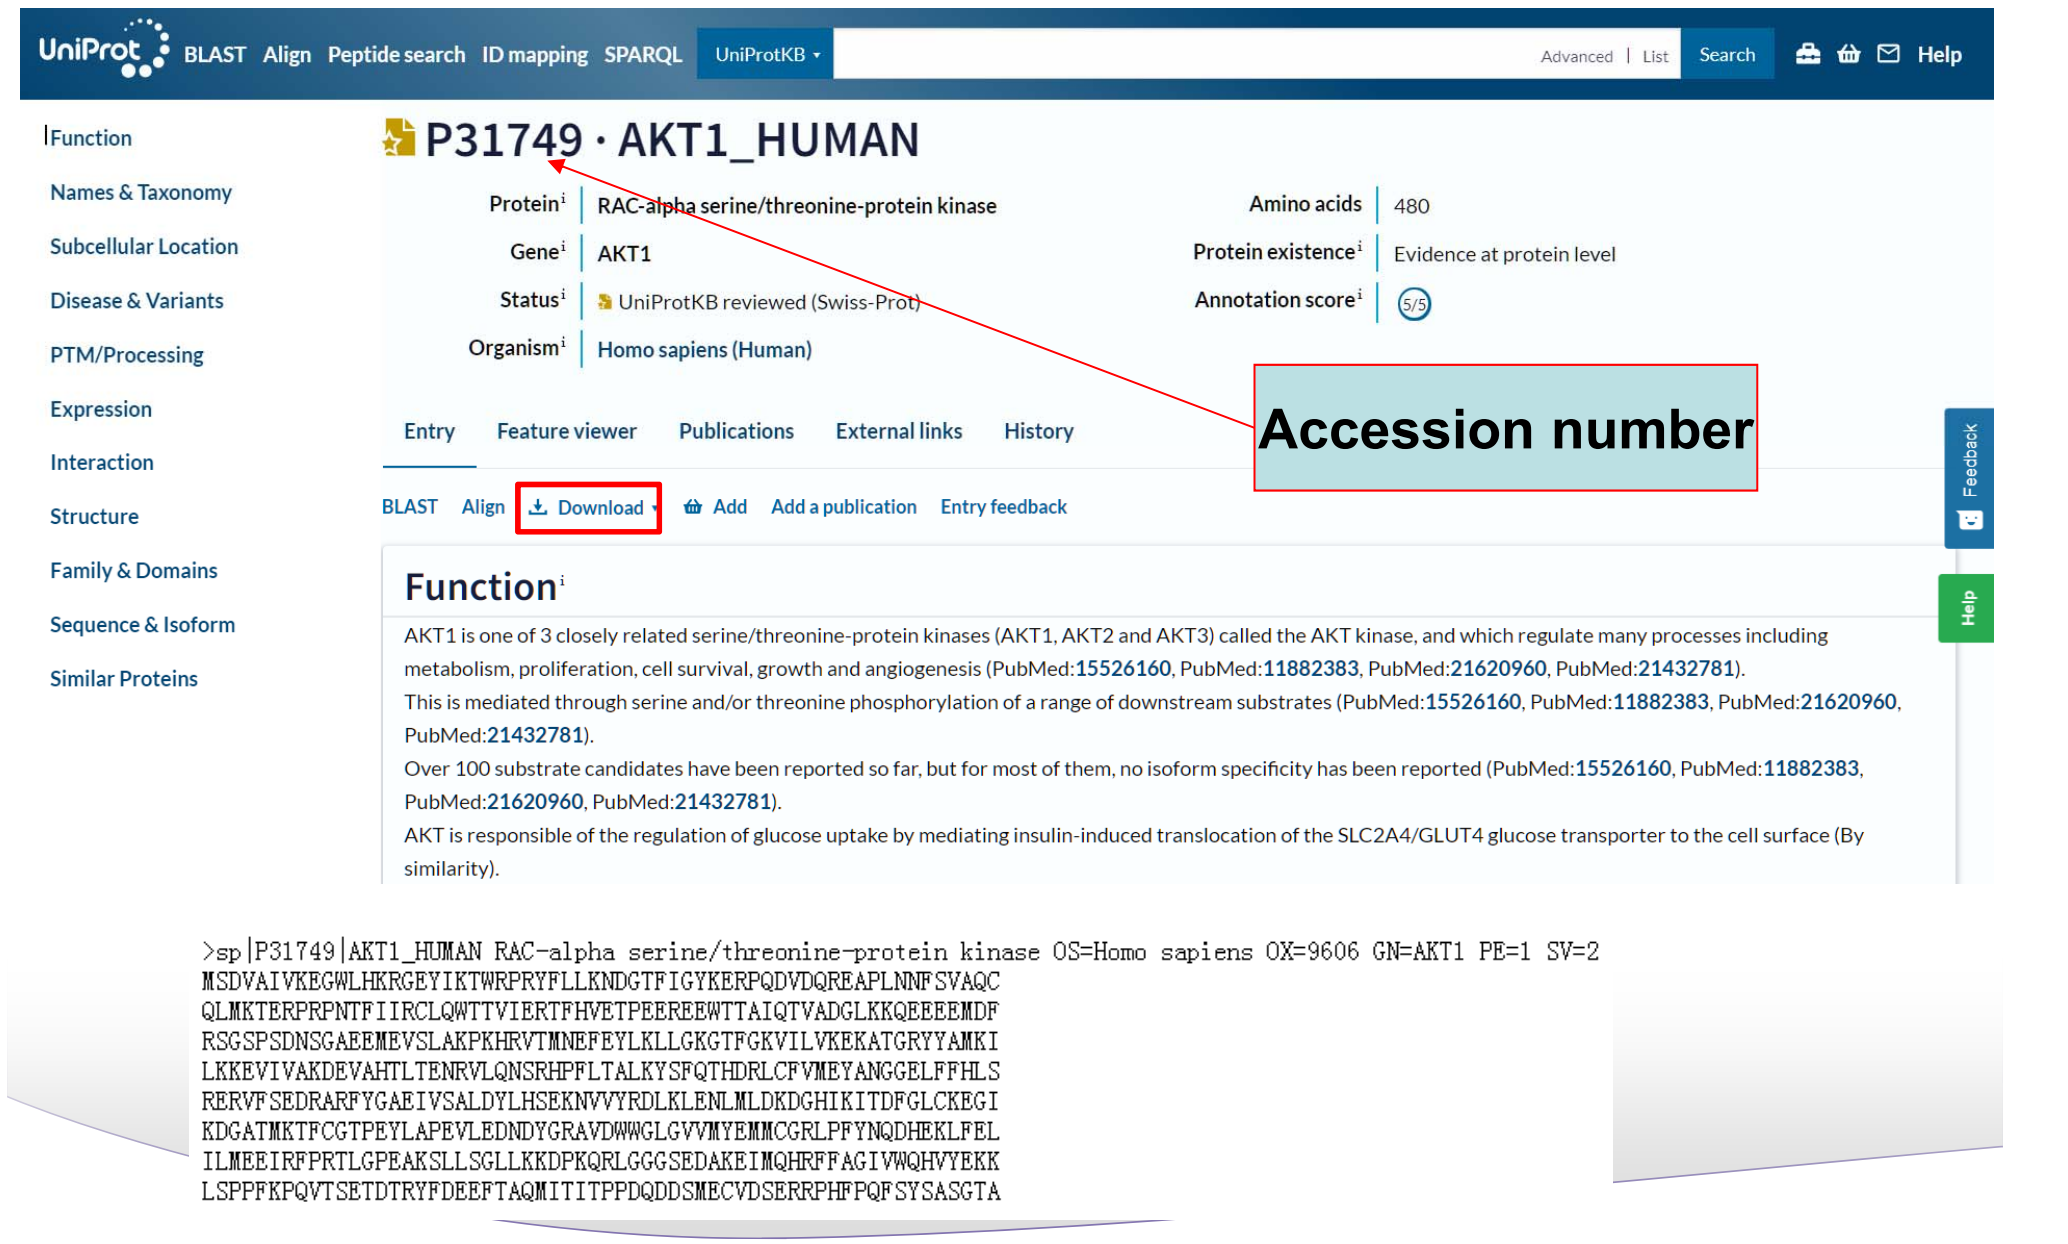 UniProt BLAST Align Peptide search ID mapping SPARQL UniProtKB Advanced | List Search Help
Function
Names & Taxonomy
Subcellular Location
Disease & Variants
PTM/Processing
Expression
Interaction
Structure
Family & Domains
Sequence & Isoform
Similar Proteins
P31749 · AKT1_HUMAN
Protein i RAC-alpha serine/threonine-protein kinase
Gene i AKT1
Status i UniProtKB reviewed (Swiss-Prot)
Organism i Homo sapiens (Human)
Amino acids 480
Protein existence i Evidence at protein level
Annotation score i 5/5
Accession number
Entry Feature viewer Publications External links History
BLAST Align Download Add Add a publication Entry feedback
Feedback
Help
Function i
AKT1 is one of 3 closely related serine/threonine-protein kinases (AKT1, AKT2 and AKT3) called the AKT kinase, and which regulate many processes including
metabolism, proliferation, cell survival, growth and angiogenesis (PubMed:15526160, PubMed:11882383, PubMed:21620960, PubMed:21432781).
This is mediated through serine and/or threonine phosphorylation of a range of downstream substrates (PubMed:15526160, PubMed:11882383, PubMed:21620960,
PubMed:21432781).
Over 100 substrate candidates have been reported so far, but for most of them, no isoform specificity has been reported (PubMed:15526160, PubMed:11882383,
PubMed:21620960, PubMed:21432781).
AKT is responsible of the regulation of glucose uptake by mediating insulin-induced translocation of the SLC2A4/GLUT4 glucose transporter to the cell surface (By
similarity).
>sp|P31749|AKT1_HUMAN RAC-alpha serine/threonine-protein kinase OS=Homo sapiens OX=9606 GN=AKT1 PE=1 SV=2
MSDVAIVKEGWLHKRGEYIKTWRPRYFLLKNDGTFIGYKERPQDVDQREAPLNNFSVAQC
QLMKTERPRPNTFIIRCLQWTTVIERTFHVETPEEREEWTTAIQTVADGLKKQEEEEMDF
RSGSPSDNSGAEEMEVSLAKPKHRVTMNEFEYLKLLGKGTFGKVILVKEKATGRYYAMKI
LKKEVIVAKDEVAHTLTENRVLQNSRHPFLTALKYSFQTHDRLCFVMEYANGGELFFHLS
RERVFSEDRARFYGAEIVSALDYLHSEKNVVYRDLKLENLMLDKDGHIKITDFGLCKEGI
KDGATMKTFCGTPEYLAPEVLEDNDYGRAVDWWGLGVVMYEMMCGRLPFYNQDHEKLFEL
ILMEEIRFPRTLGPEAKSLLSGLLKKDPKQRLGGGSEDAKEIMQHRFFAGIVWQHVYEKK
LSPPFKPQVTSETDTRYFDEEFTAQMITITPPDQDDSMECVDSERRPHFPQFSYSASGTA